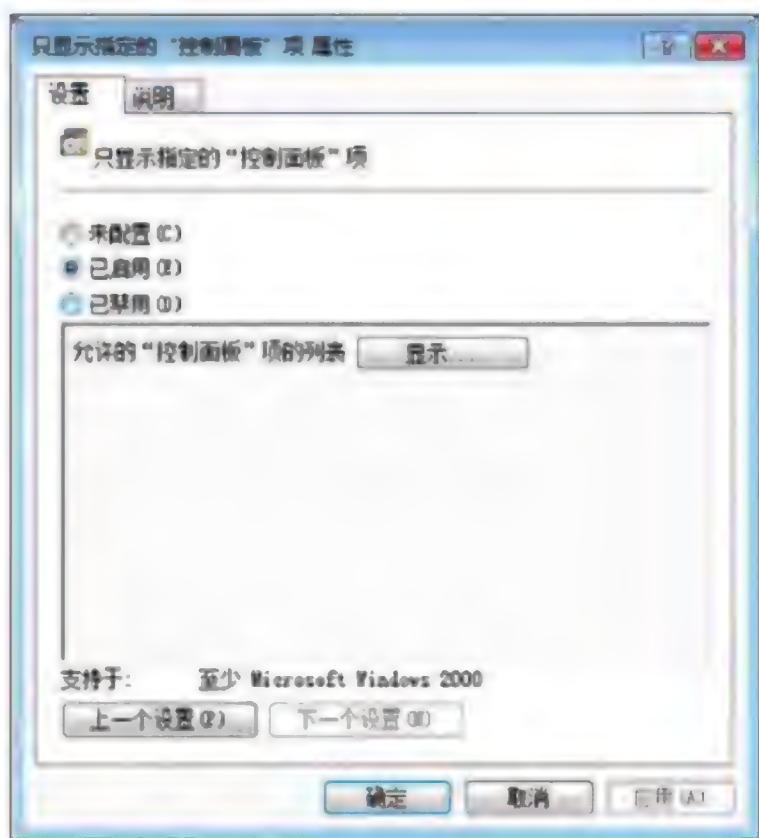 只显示指定的 "控制面板" 项 属性
设置 说明
只显示指定的“控制面板”项
未配置(C)
已启用(E)
已禁用(D)
允许的“控制面板”项的列表 显示...
支持于: 至少 Microsoft Windows 2000
上一个设置(P) 下一个设置(N)
确定 取消 应用(A)